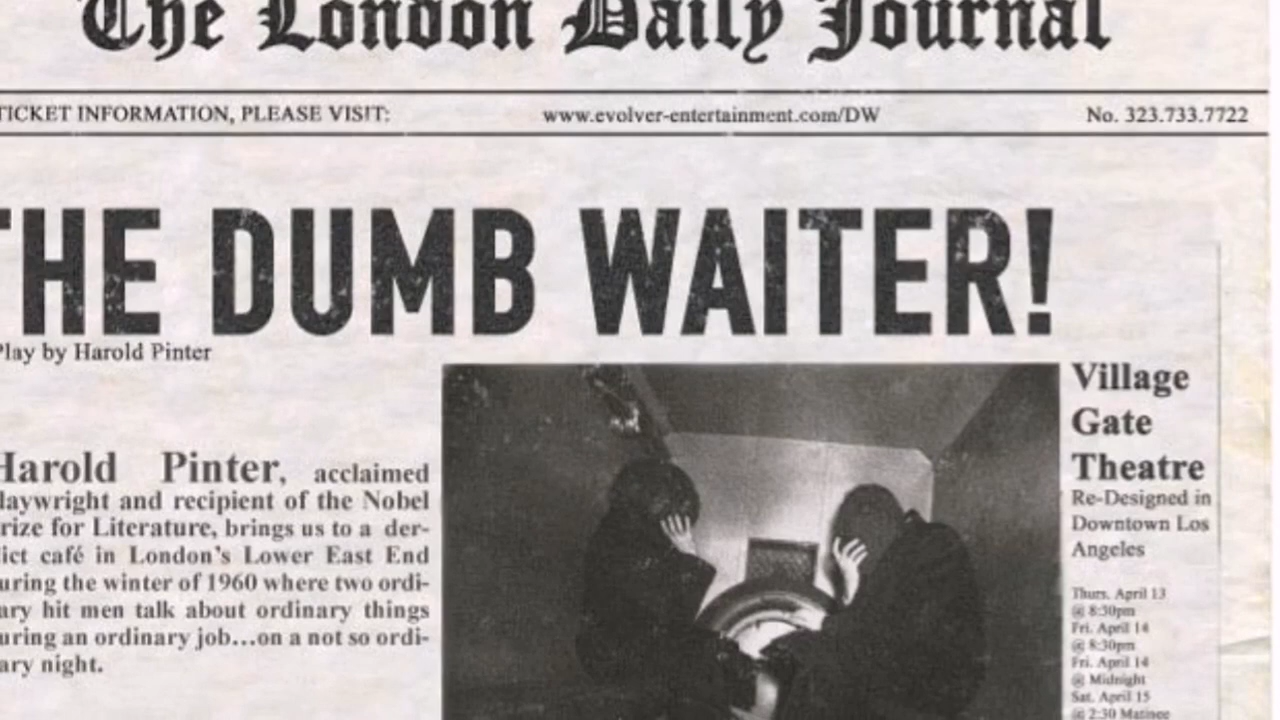 The London Daily Journal
TICKET INFORMATION, PLEASE VISIT: www.evolver-entertainment.com/DW No. 323.733.7722
THE DUMB WAITER!
Play by Harold Pinter
Harold Pinter, acclaimed
laywright and recipient of the Nobel
rize for Literature, brings us to a der-
ict café in London's Lower East End
uring the winter of 1960 where two ordi-
ary hit men talk about ordinary things
uring an ordinary job...on a not so ordi-
ary night.
Village
Gate
Theatre
Re-Designed in
Downtown Los
Angeles
Thurs. April 13
@ 8:30pm
Fri. April 14
@ 8:30pm
Fri. April 14
@ Midnight
Sat. April 15
@ 2:30 Matinee